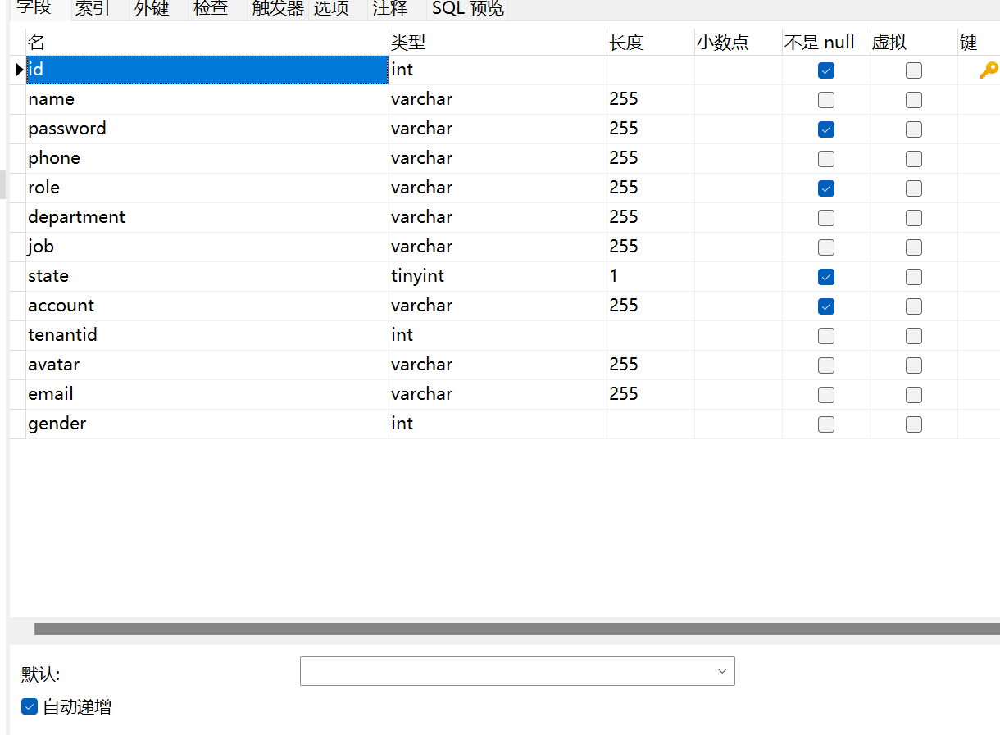 字段 索引 外键 检查 触发器 选项 注释 SQL 预览
名 类型 长度 小数点 不是 null 虚拟 键
id int
name varchar 255
password varchar 255
phone varchar 255
role varchar 255
department varchar 255
job varchar 255
state tinyint 1
account varchar 255
tenantid int
avatar varchar 255
email varchar 255
gender int
默认:
自动递增